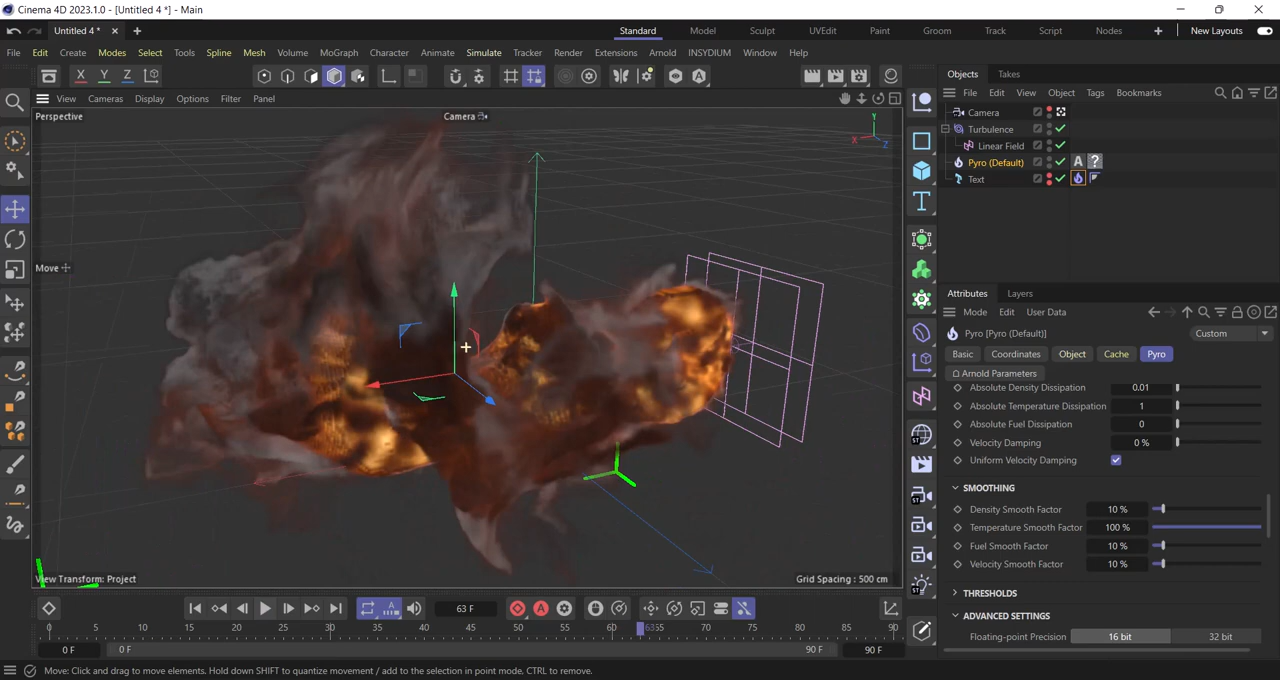 Cinema 4D 2023.1.0 - [Untitled 4 *] - Main
Untitled 4 *
Standard Model Sculpt UVEdit Paint Groom Track Script Nodes New Layouts
File Edit Create Modes Select Tools Spline Mesh Volume MoGraph Character Animate Simulate Tracker Render Extensions Arnold INSYDIUM Window Help
X Y Z
Objects Takes
View Cameras Display Options Filter Panel
File Edit View Object Tags Bookmarks
Perspective
Camera
Y
X
Z
Camera
Turbulence
Linear Field
Pyro (Default)
Text
Move
Attributes Layers
Mode Edit User Data
Pyro [Pyro (Default)]
Custom
Basic Coordinates Object Cache Pyro
Arnold Parameters
Absolute Density Dissipation 0.01
Absolute Temperature Dissipation 1
Absolute Fuel Dissipation 0
Velocity Damping 0 %
Uniform Velocity Damping
SMOOTHING
Density Smooth Factor 10 %
Temperature Smooth Factor 100 %
Fuel Smooth Factor 10 %
Velocity Smooth Factor 10 %
THRESHOLDS
ADVANCED SETTINGS
Floating-point Precision 16 bit 32 bit
View Transform: Project
Grid Spacing : 500 cm
63 F
0 5 10 15 20 25 30 35 40 45 50 55 60 6355 70 75 80 85 90
0 F 0 F 90 F 90 F
Move: Click and drag to move elements. Hold down SHIFT to quantize movement / add to the selection in point mode, CTRL to remove.